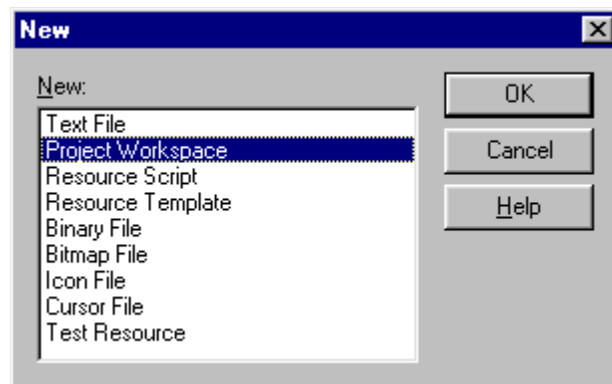 New
New:
Text File
Project Workspace
Resource Script
Resource Template
Binary File
Bitmap File
Icon File
Cursor File
Test Resource
OK
Cancel
Help